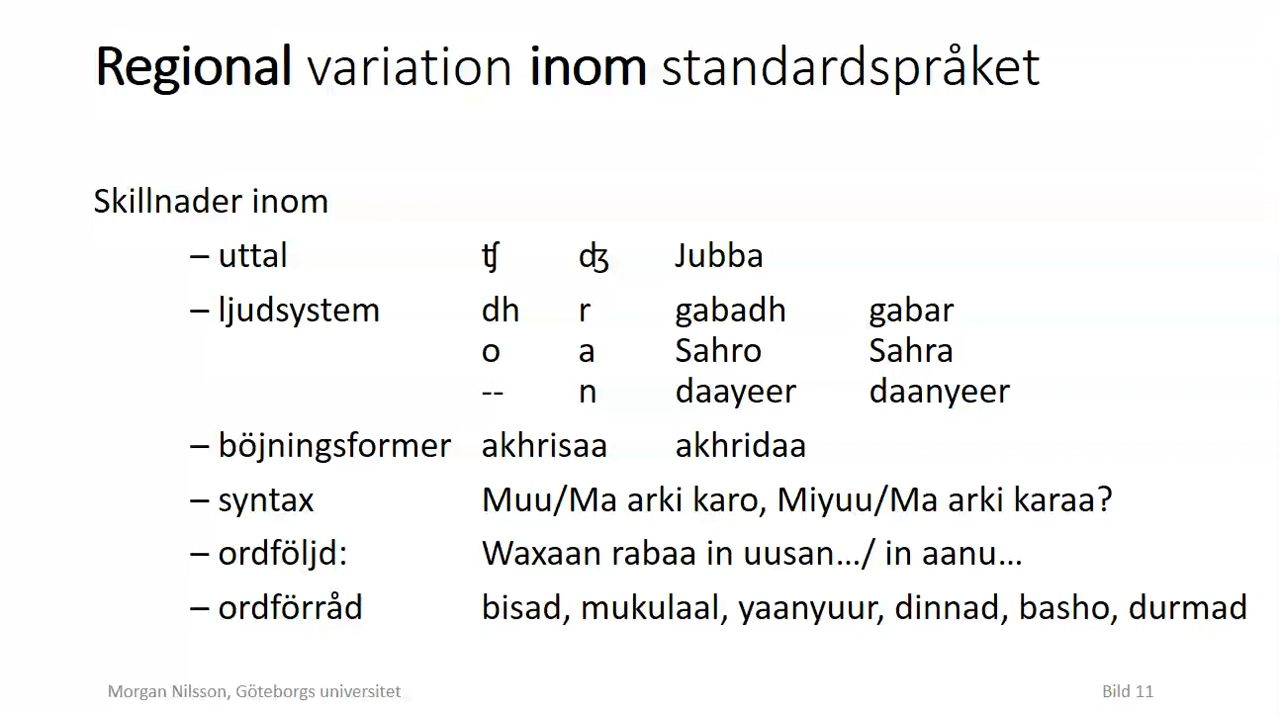 Regional variation inom standardspråket
Skillnader inom
– uttal ʧ ʤ Jubba
– ljudsystem dh r gabadh gabar
o a Sahro Sahra
-- n daayeer daanyeer
– böjningsformer akhrisaa akhridaa
– syntax Muu/Ma arki karo, Miyuu/Ma arki karaa?
– ordföljd: Waxaan rabaa in uusan…/ in aanu…
– ordförråd bisad, mukulaal, yaanyuur, dinnad, basho, durmad
Morgan Nilsson, Göteborgs universitet Bild 11